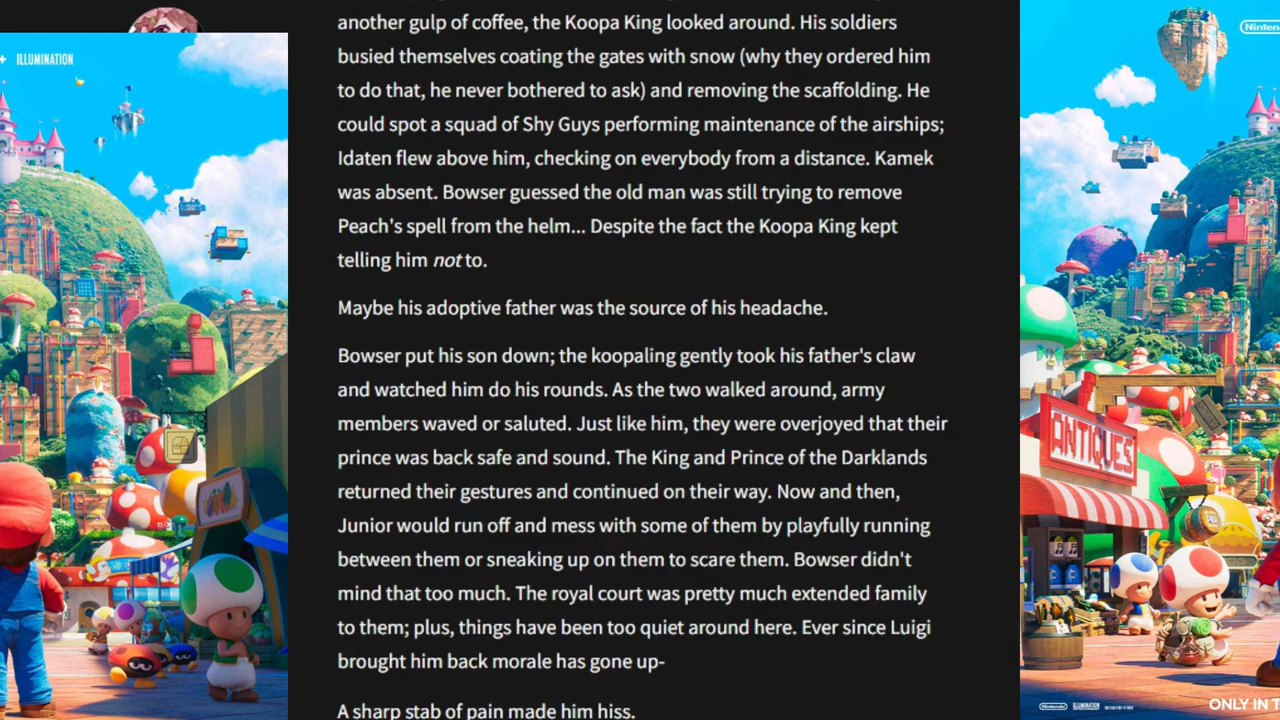 ILLUMINATION
another gulp of coffee, the Koopa King looked around. His soldiers
busied themselves coating the gates with snow (why they ordered him
to do that, he never bothered to ask) and removing the scaffolding. He
could spot a squad of Shy Guys performing maintenance of the airships;
Idaten flew above him, checking on everybody from a distance. Kamek
was absent. Bowser guessed the old man was still trying to remove
Peach's spell from the helm... Despite the fact the Koopa King kept
telling him not to.
Maybe his adoptive father was the source of his headache.
Bowser put his son down; the koopaling gently took his father's claw
and watched him do his rounds. As the two walked around, army
members waved or saluted. Just like him, they were overjoyed that their
prince was back safe and sound. The King and Prince of the Darklands
returned their gestures and continued on their way. Now and then,
Junior would run off and mess with some of them by playfully running
between them or sneaking up on them to scare them. Bowser didn't
mind that too much. The royal court was pretty much extended family
to them; plus, things have been too quiet around here. Ever since Luigi
brought him back morale has gone up-
A sharp stab of pain made him hiss.
Ninten
ANTIQUES
Nintendo
ONLY IN T